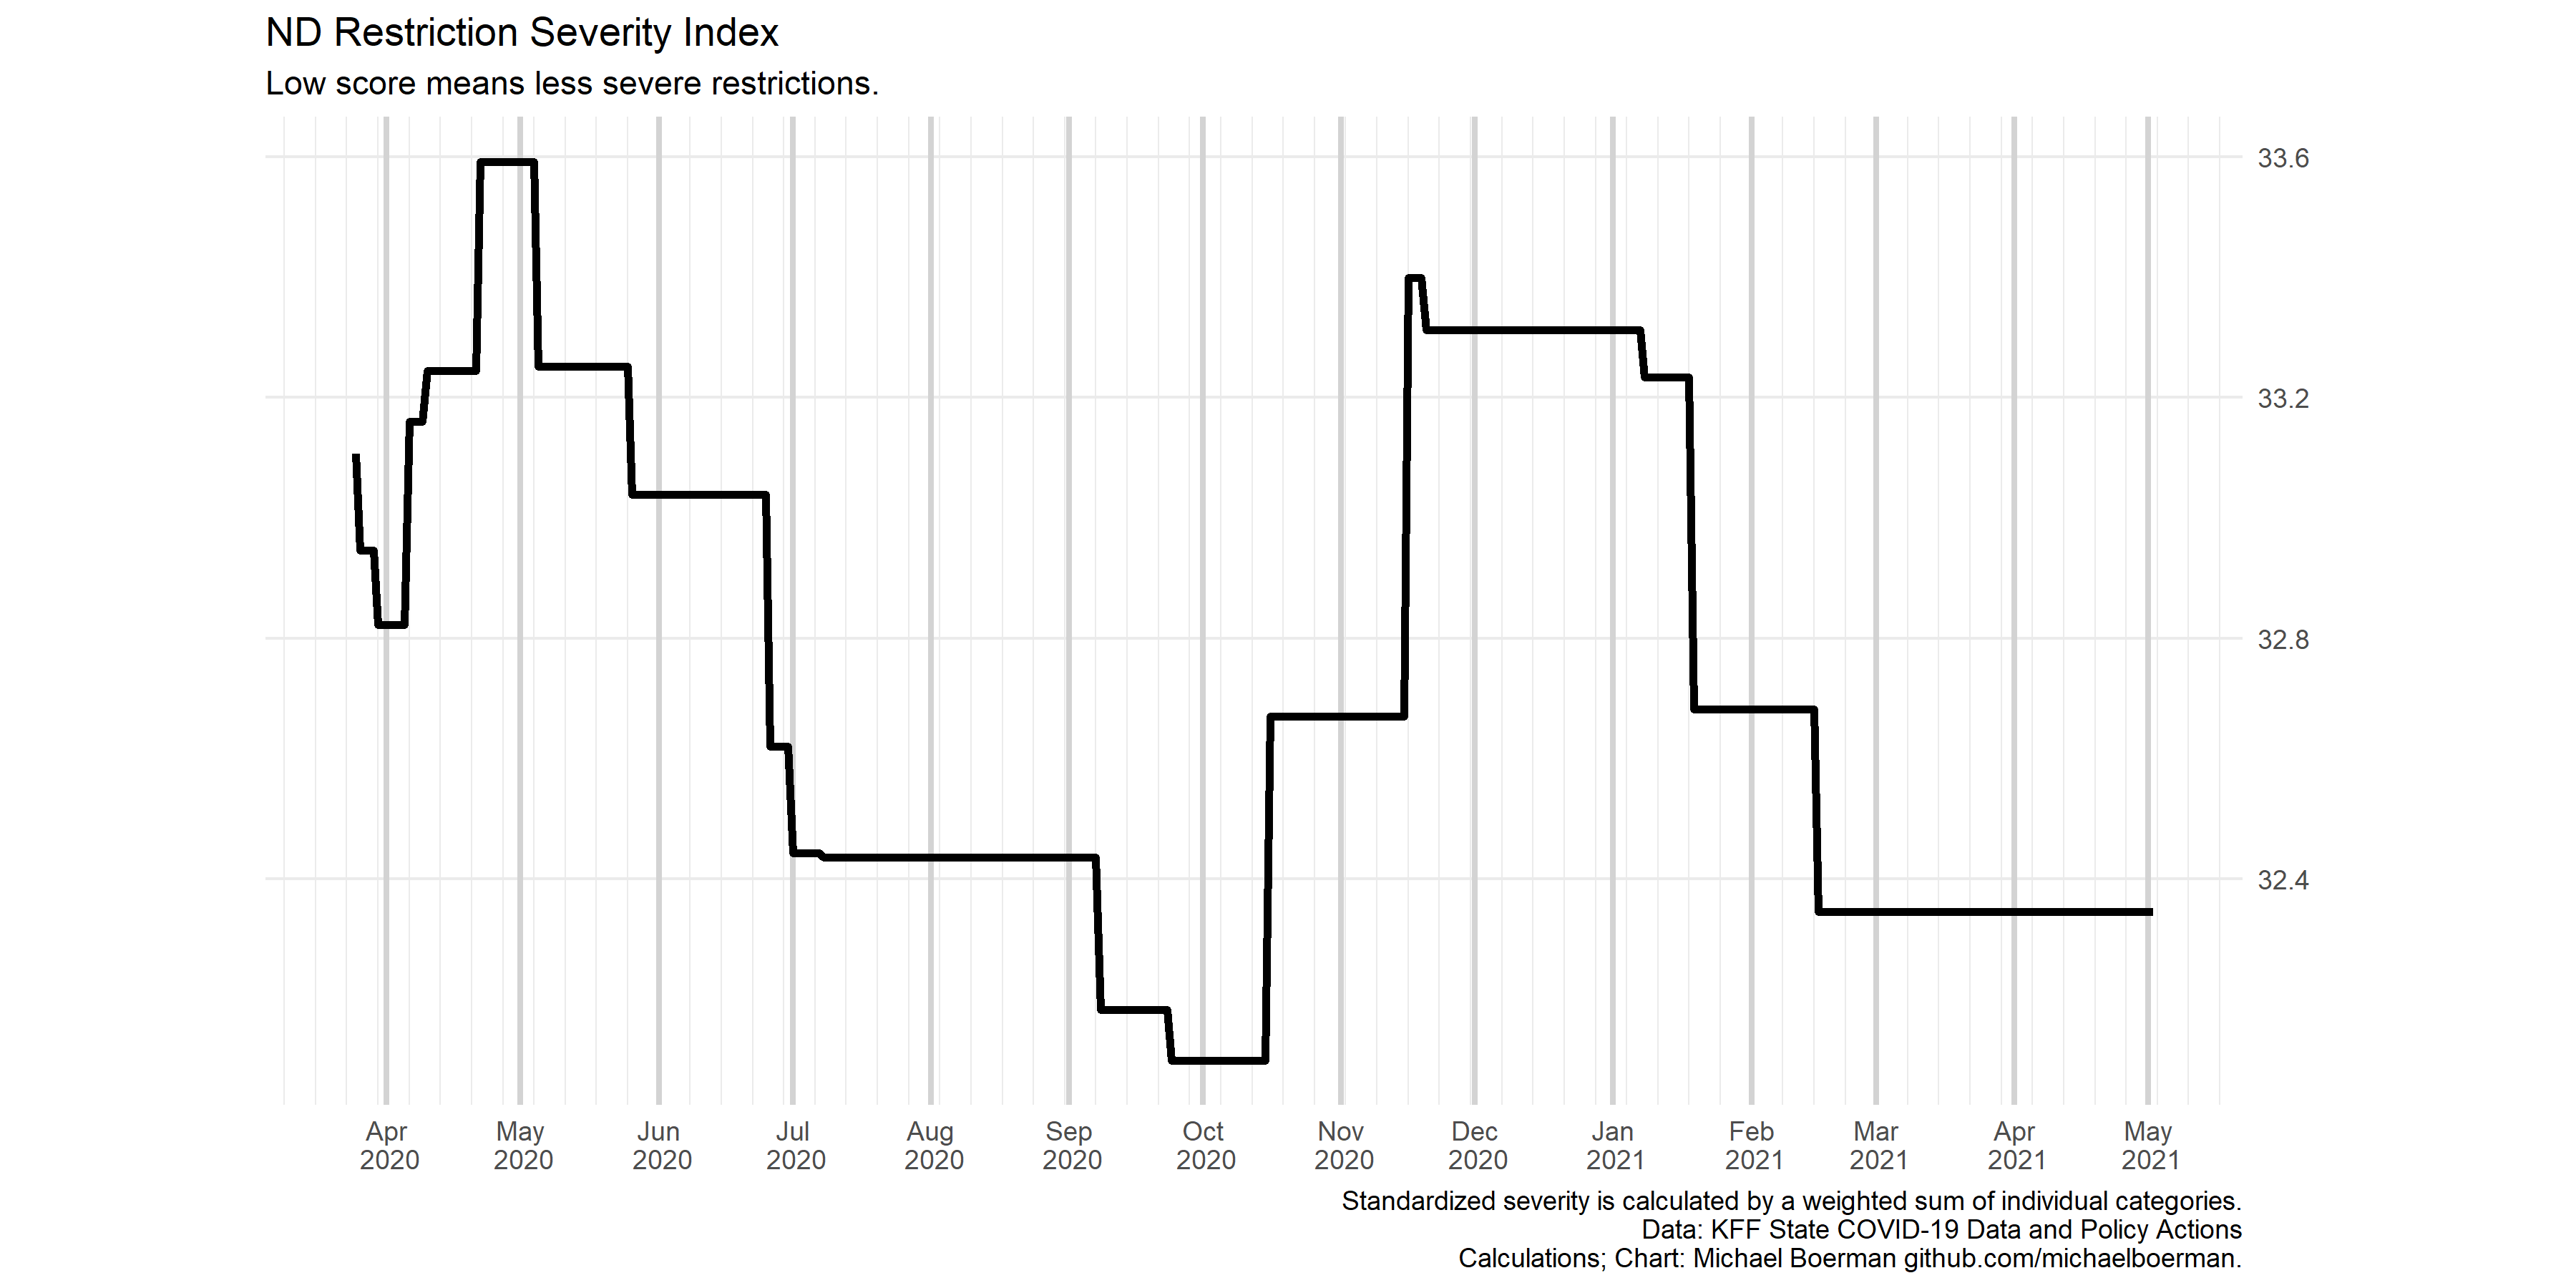 ND Restriction Severity Index
Low score means less severe restrictions.
33.6
33.2
32.8
32.4
Apr May Jun Jul Aug Sep Oct Nov Dec Jan Feb Mar Apr May
2020 2020 2020 2020 2020 2020 2020 2020 2020 2021 2021 2021 2021 2021
Standardized severity is calculated by a weighted sum of individual categories.
Data: KFF State COVID-19 Data and Policy Actions
Calculations; Chart: Michael Boerman github.com/michaelboerman.